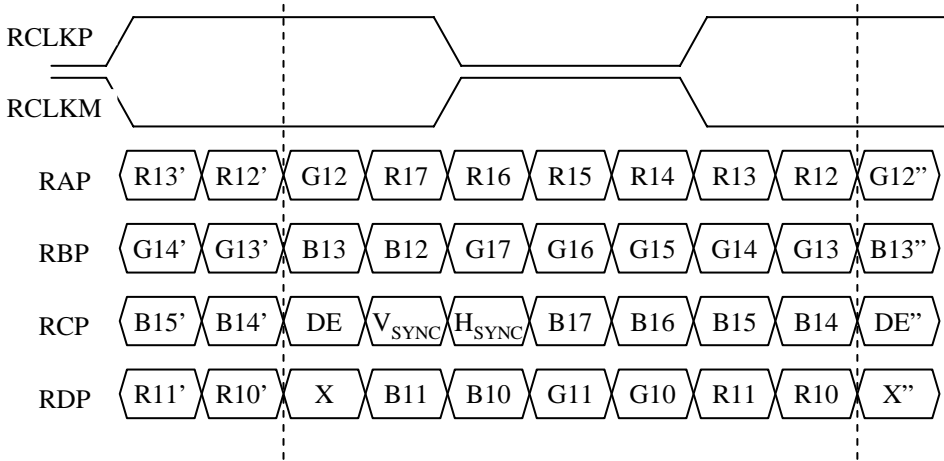 RCLKP
RCLKM
RAP R13’ R12’ G12 R17 R16 R15 R14 R13 R12 G12”
RBP G14’ G13’ B13 B12 G17 G16 G15 G14 G13 B13”
RCP B15’ B14’ DE VSYNC HSYNC B17 B16 B15 B14 DE”
RDP R11’ R10’ X B11 B10 G11 G10 R11 R10 X”